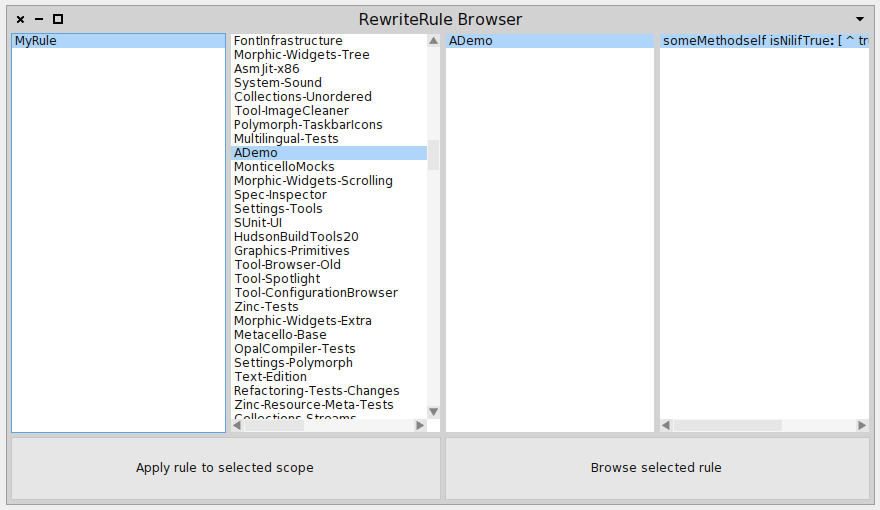 RewriteRule Browser
MyRule
FontInfrastructure
Morphic-Widgets-Tree
AsmJit-x86
System-Sound
Collections-Unordered
Tool-ImageCleaner
Polymorph-TaskbarIcons
Multilingual-Tests
ADemo
MonticelloMocks
Morphic-Widgets-Scrolling
Spec-Inspector
Settings-Tools
SUnit-UI
HudsonBuildTools20
Graphics-Primitives
Tool-Browser-Old
Tool-Spotlight
Tool-ConfigurationBrowser
Zinc-Tests
Morphic-Widgets-Extra
Metacello-Base
OpalCompiler-Tests
Settings-Polymorph
Text-Edition
Refactoring-Tests-Changes
Zinc-Resource-Meta-Tests
Collections-Streams
ADemo
someMethodself isNilifTrue: [ ^ tr
Apply rule to selected scope
Browse selected rule